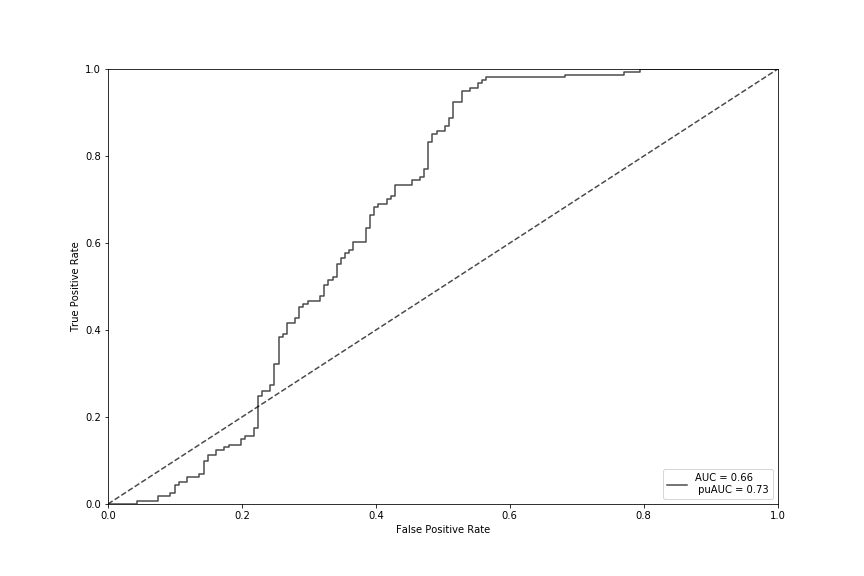 1.0
0.8
0.6
0.4
0.2
0.0
True Positive Rate
0.0 0.2 0.4 0.6 0.8 1.0
False Positive Rate
AUC = 0.66
puAUC = 0.73